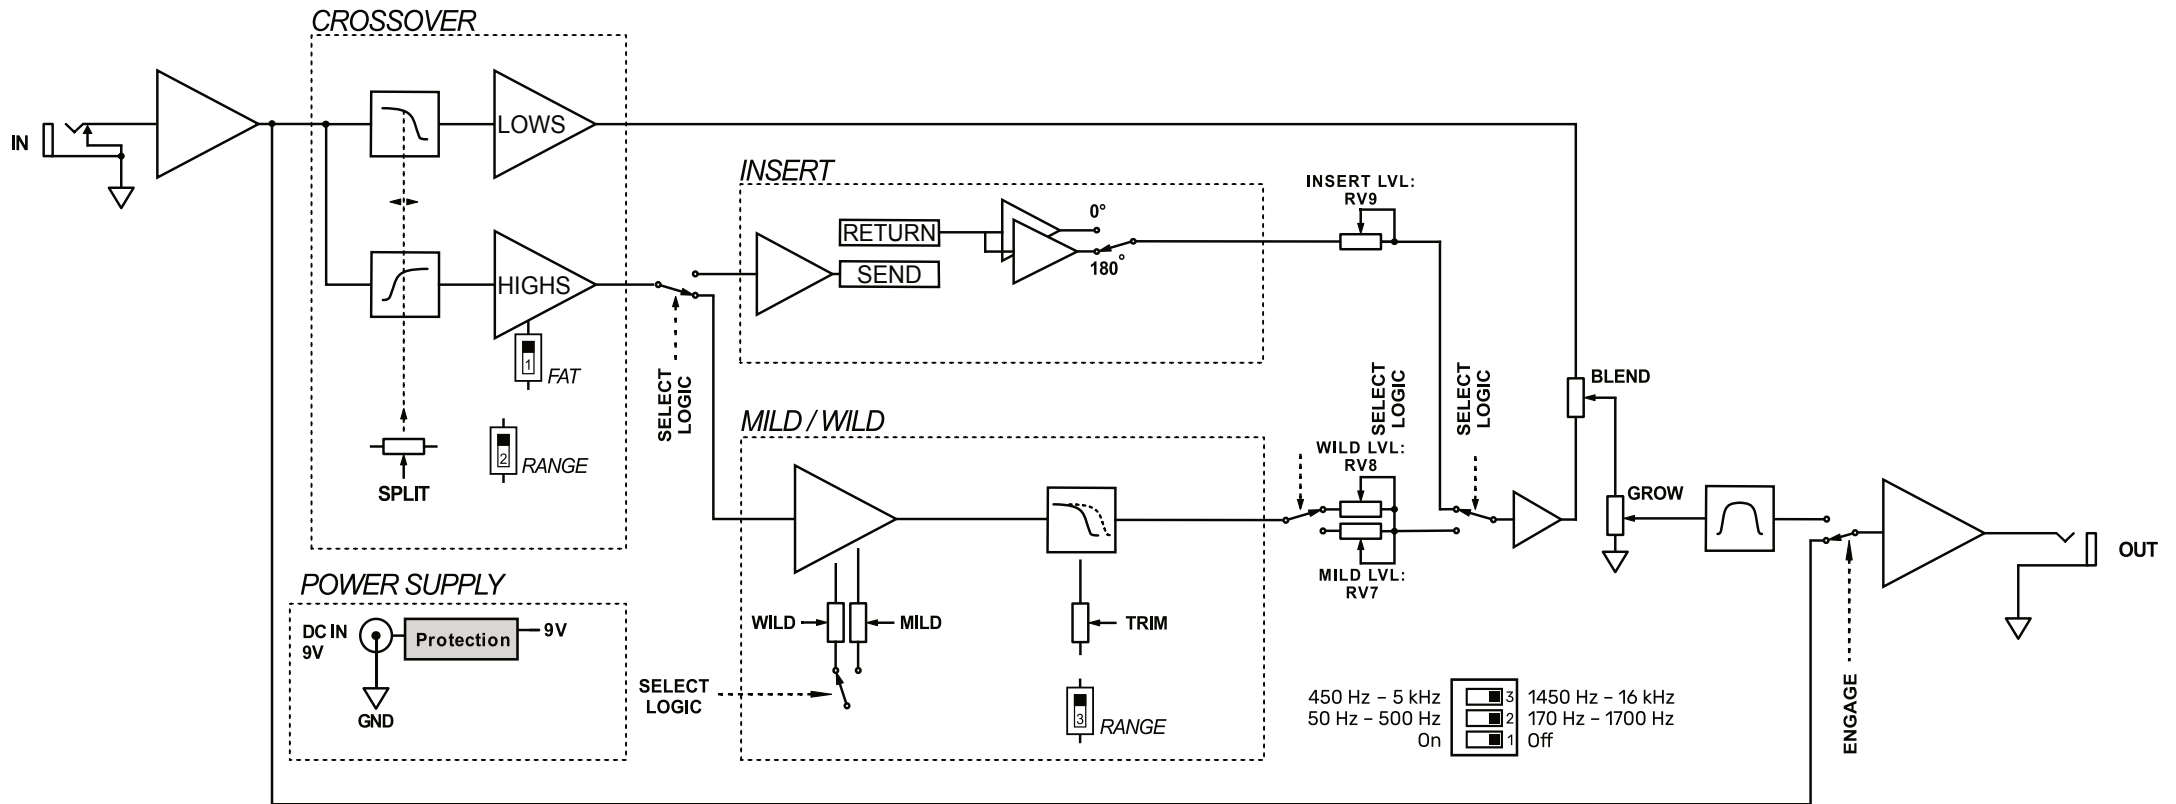 CROSSOVER
IN
LOWS
HIGHS
1
FAT
2
RANGE
SPLIT
SELECT
LOGIC
INSERT
RETURN
SEND
0°
180°
INSERT LVL:
RV9
MILD / WILD
WILD
MILD
SELECT
LOGIC
TRIM
3
RANGE
SELECT
LOGIC
WILD LVL:
RV8
MILD LVL:
RV7
SELECT
LOGIC
BLEND
GROW
ENGAGE
OUT
POWER SUPPLY
DC IN
9V
Protection
9V
GND
450 Hz – 5 kHz 3 1450 Hz – 16 kHz
50 Hz – 500 Hz 2 170 Hz – 1700 Hz
On 1 Off